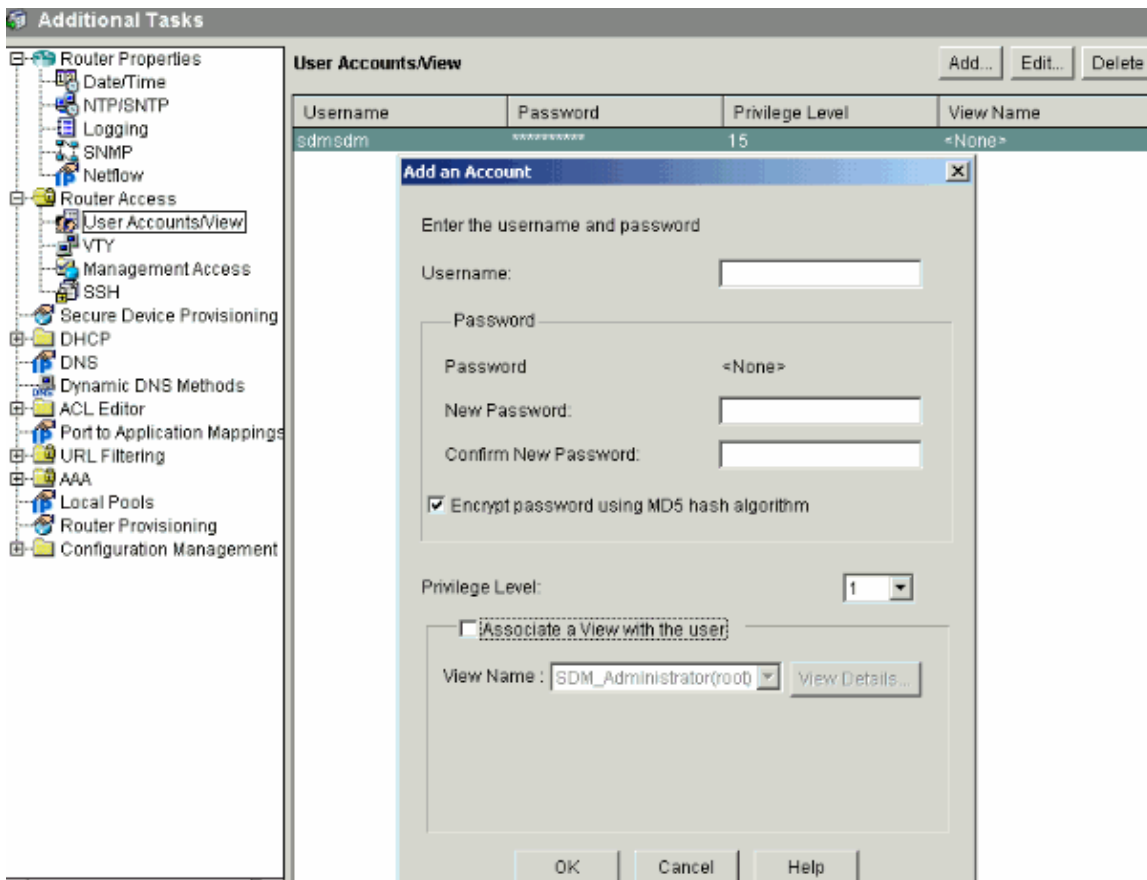 Additional Tasks
Router Properties
Date/Time
NTP/SNTP
Logging
SNMP
Netflow
Router Access
User Accounts/View
VTY
Management Access
SSH
Secure Device Provisioning
DHCP
DNS
Dynamic DNS Methods
ACL Editor
Port to Application Mappings
URL Filtering
AAA
Local Pools
Router Provisioning
Configuration Management
User Accounts/View
Add... Edit... Delete
Username Password Privilege Level View Name
sdmsdm ********** 15 <None>
Add an Account
Enter the username and password
Username:
Password
Password <None>
New Password:
Confirm New Password:
Encrypt password using MD5 hash algorithm
Privilege Level: 1
Associate a View with the user
View Name : SDM_Administrator(root) View Details...
OK Cancel Help